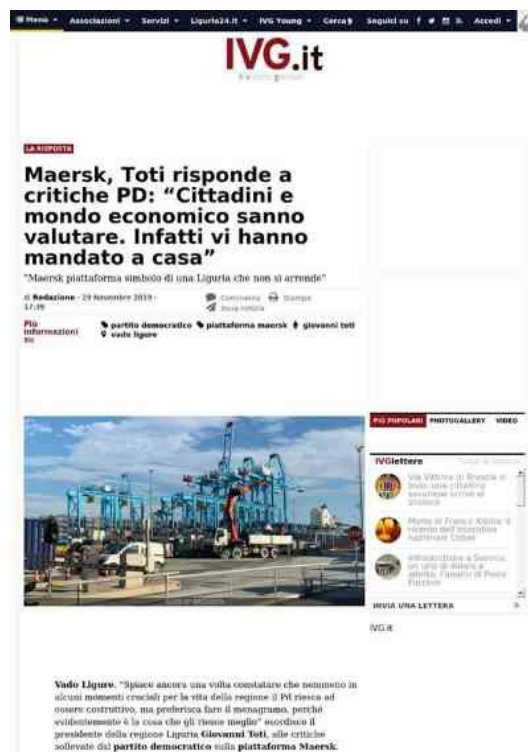 Menù Associazioni Servizi Liguria24.it IVG Young Cerca Seguici su Accedi
IVG.it
LA RISPOSTA
Maersk, Toti risponde a
critiche PD: “Cittadini e
mondo economico sanno
valutare. Infatti vi hanno
mandato a casa”
"Maersk piattaforma simbolo di una Liguria che non si arrende"
di Redazione - 29 Novembre 2019 -
17:39
Commenta Stampa
Invia notizia
Più
informazioni
su
partito democratico piattaforma maersk giovanni toti
vado ligure
PIÙ POPOLARI PHOTOGALLERY VIDEO
IVGlettere
INVIA UNA LETTERA
IVG.it
Vado Ligure. "Spiace ancora una volta constatare che nemmeno in
alcuni momenti cruciali per la vita della regione il Pd riesca ad
essere costruttivo, ma preferisca fare il menagramo, perché
evidentemente è la cosa che gli riesce meglio" esordisce il
presidente della regione Liguria Giovanni Toti, alle critiche
sollevate dal partito democratico sulla piattaforma Maersk.